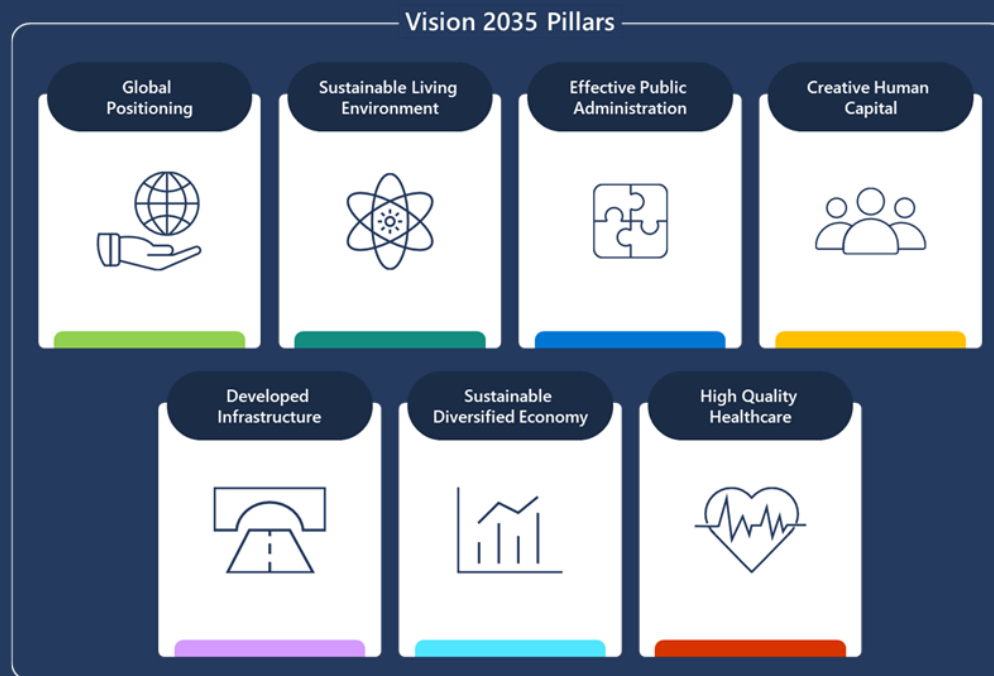 Vision 2035 Pillars
Global
Positioning
Sustainable Living
Environment
Effective Public
Administration
Creative Human
Capital
Developed
Infrastructure
Sustainable
Diversified Economy
High Quality
Healthcare